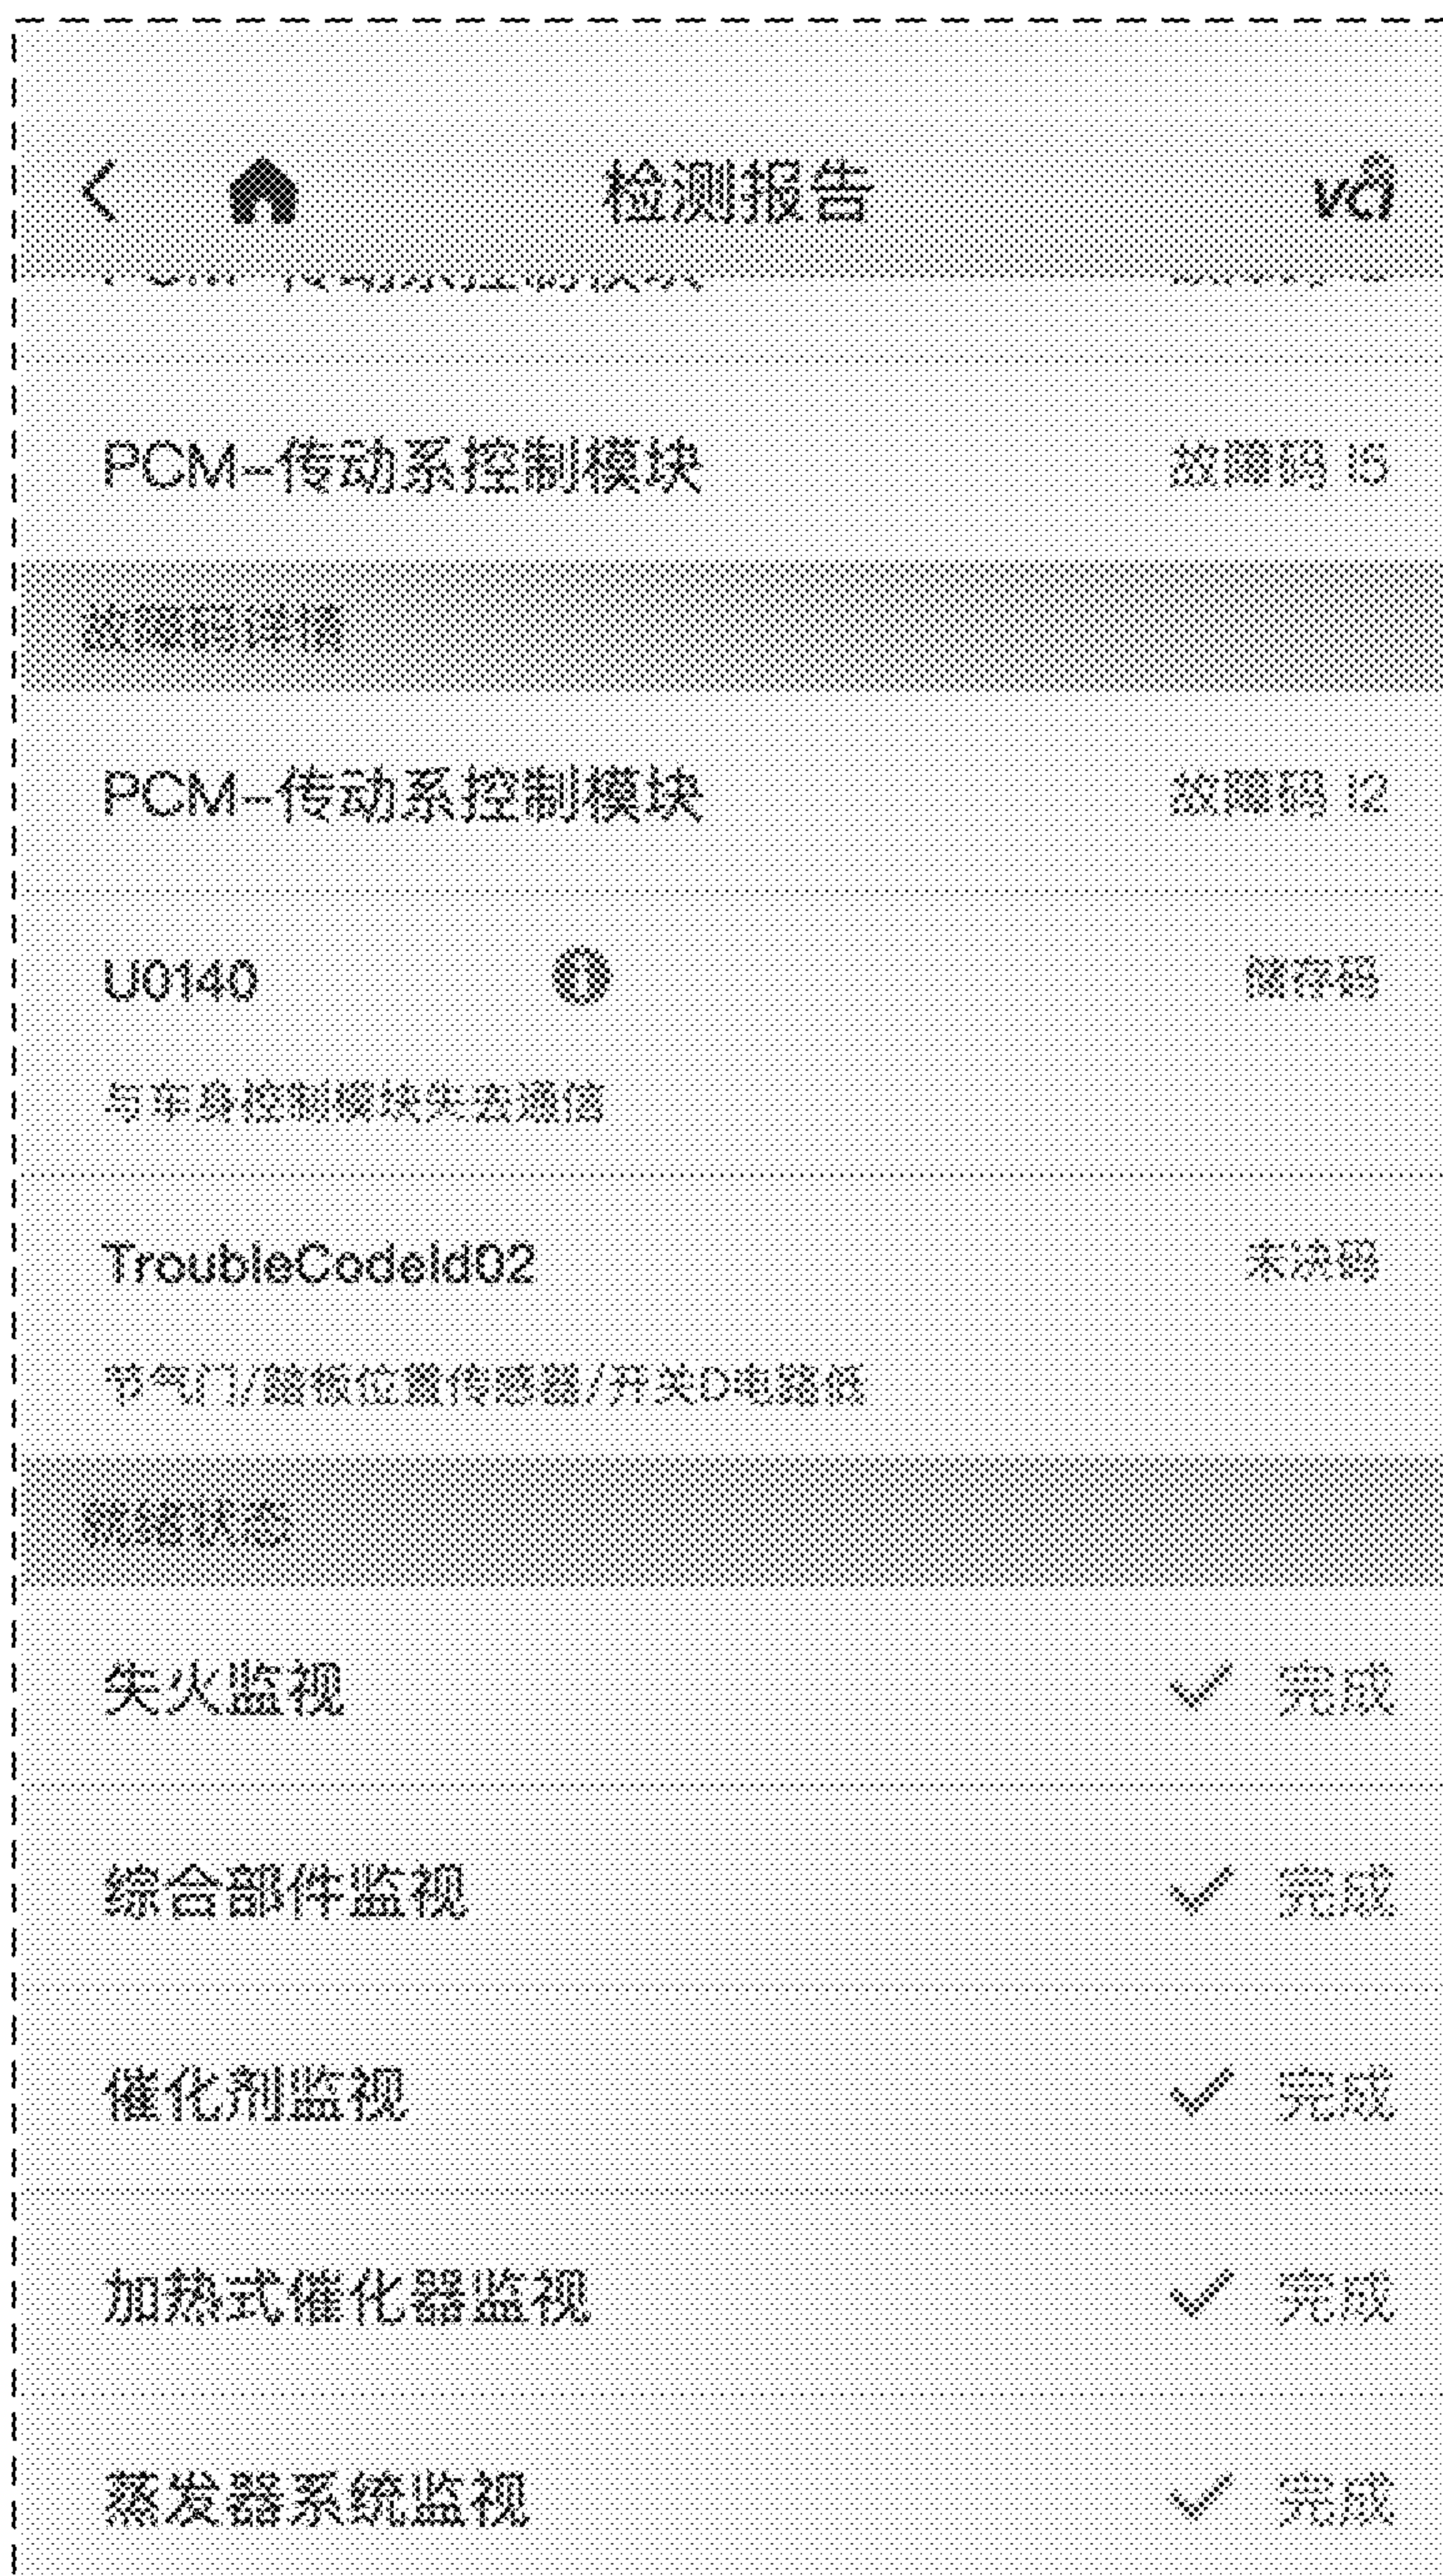 检测报告 vci
PCM-传动系控制模块 故障码 |5
故障码详情
PCM-传动系控制模块 故障码 |2
U0140 储存码
与车身控制模块失去通信
TroubleCodeId02 未决码
节气门/踏板位置传感器/开关D电路低
就绪状态
失火监视 完成
综合部件监视 完成
催化剂监视 完成
加热式催化器监视 完成
蒸发器系统监视 完成